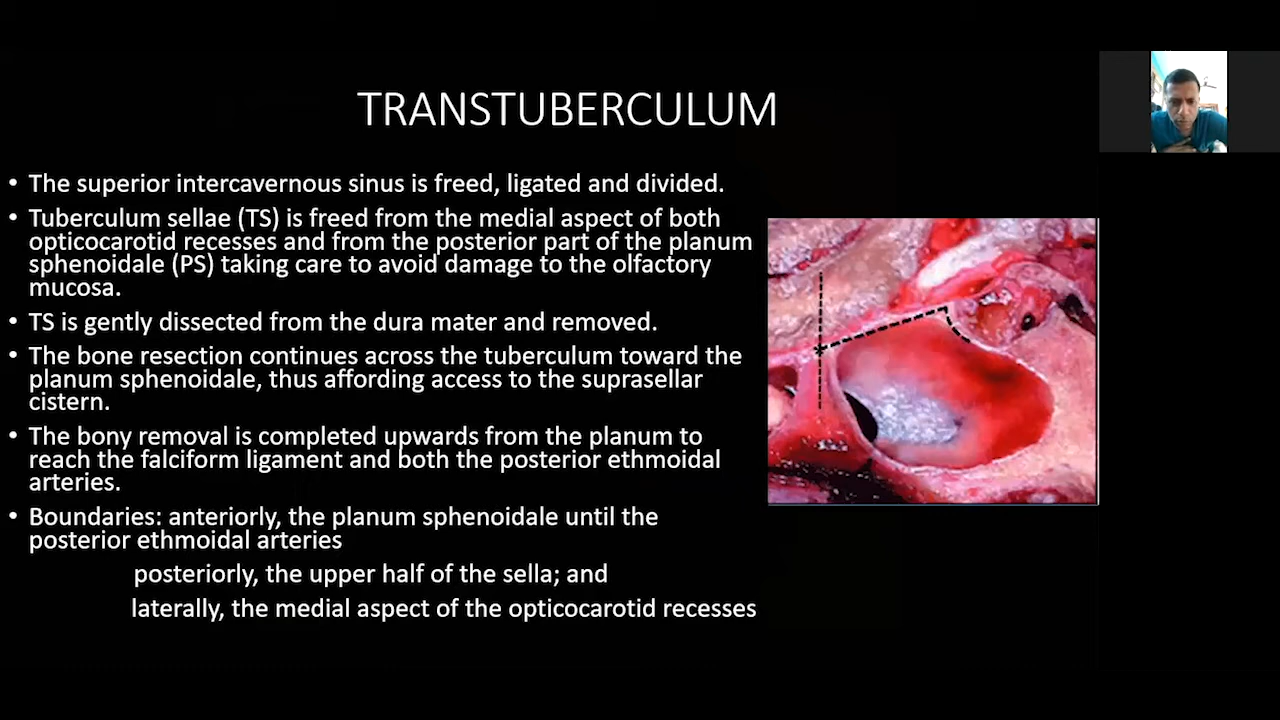 TRANSTUBERCULUM
• The superior intercavernous sinus is freed, ligated and divided.
• Tuberculum sellae (TS) is freed from the medial aspect of both
opticocarotid recesses and from the posterior part of the planum
sphenoidale (PS) taking care to avoid damage to the olfactory
mucosa.
• TS is gently dissected from the dura mater and removed.
• The bone resection continues across the tuberculum toward the
planum sphenoidale, thus affording access to the suprasellar
cistern.
• The bony removal is completed upwards from the planum to
reach the falciform ligament and both the posterior ethmoidal
arteries.
• Boundaries: anteriorly, the planum sphenoidale until the
posterior ethmoidal arteries
posteriorly, the upper half of the sella; and
laterally, the medial aspect of the opticocarotid recesses